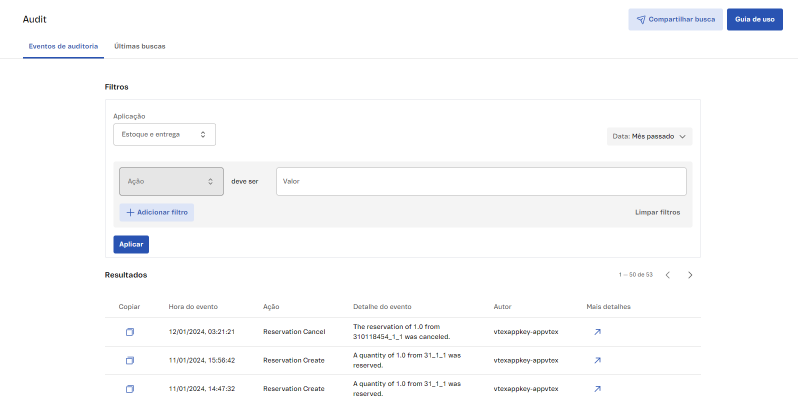 Audit
Compartilhar busca
Guia de uso
Eventos de auditoria
Últimas buscas
Filtros
Aplicação
Estoque e entrega
Data: Mês passado
Ação
deve ser
Valor
Adicionar filtro
Limpar filtros
Aplicar
Resultados
1 — 50 de 53
Copiar Hora do evento Ação Detalhe do evento Autor Mais detalhes
12/01/2024, 03:21:21 Reservation Cancel The reservation of 1.0 from
310118454_1_1 was canceled. vtexappkey-appvtex
11/01/2024, 15:56:42 Reservation Create A quantity of 1.0 from 31_1_1 was
reserved. vtexappkey-appvtex
11/01/2024, 14:47:32 Reservation Create A quantity of 1.0 from 31_1_1 was
reserved. vtexappkey-appvtex